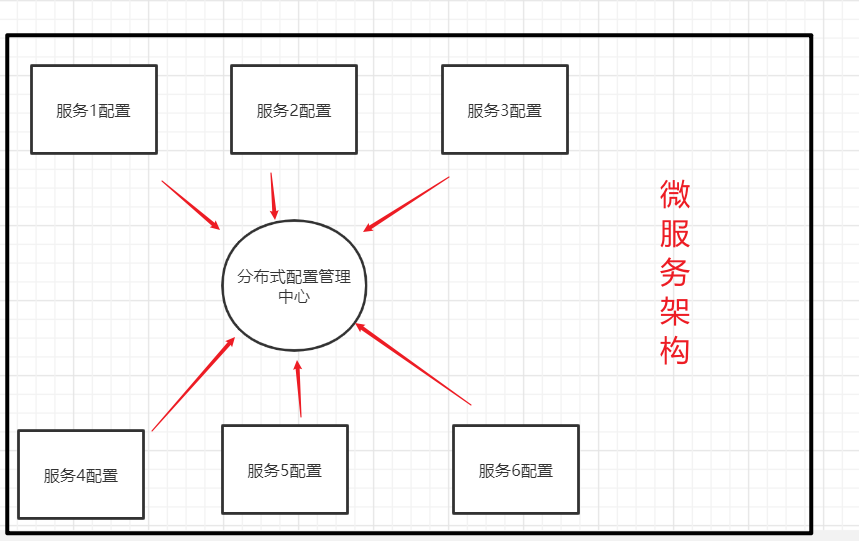 服务1配置
服务2配置
服务3配置
微
服
务
架
构
分布式配置管理
中心
服务4配置
服务5配置
服务6配置